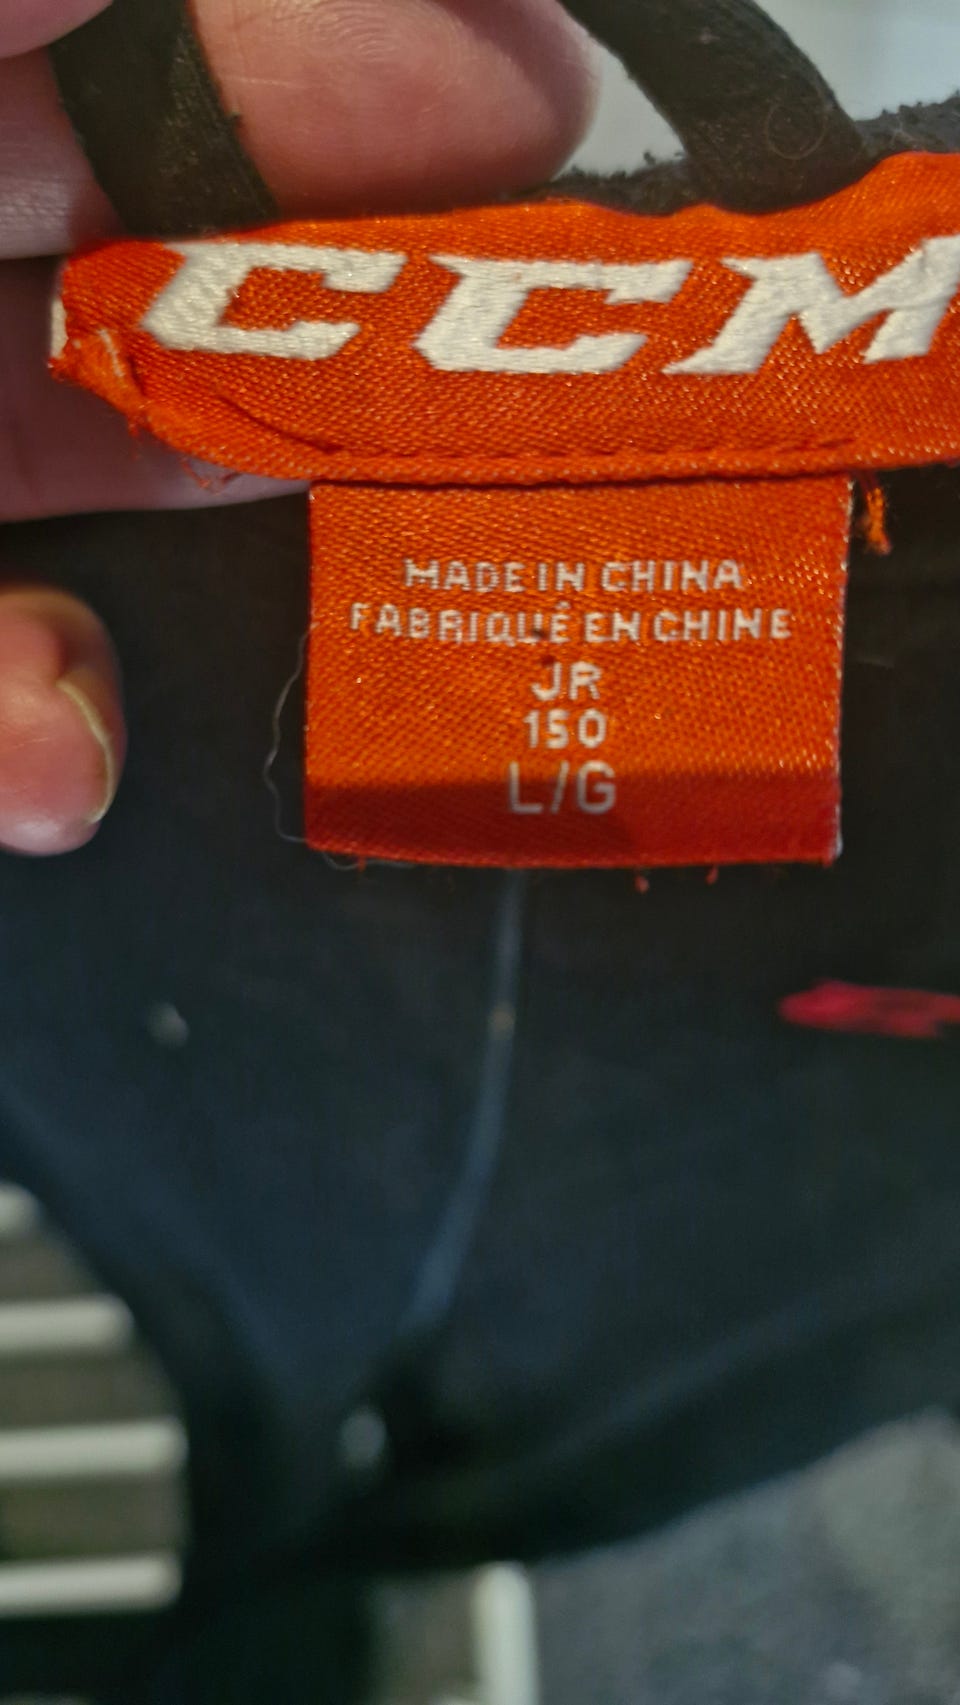 CCM
MADE IN CHINA
FABRIQUÉ EN CHINE
JR
150
L/G